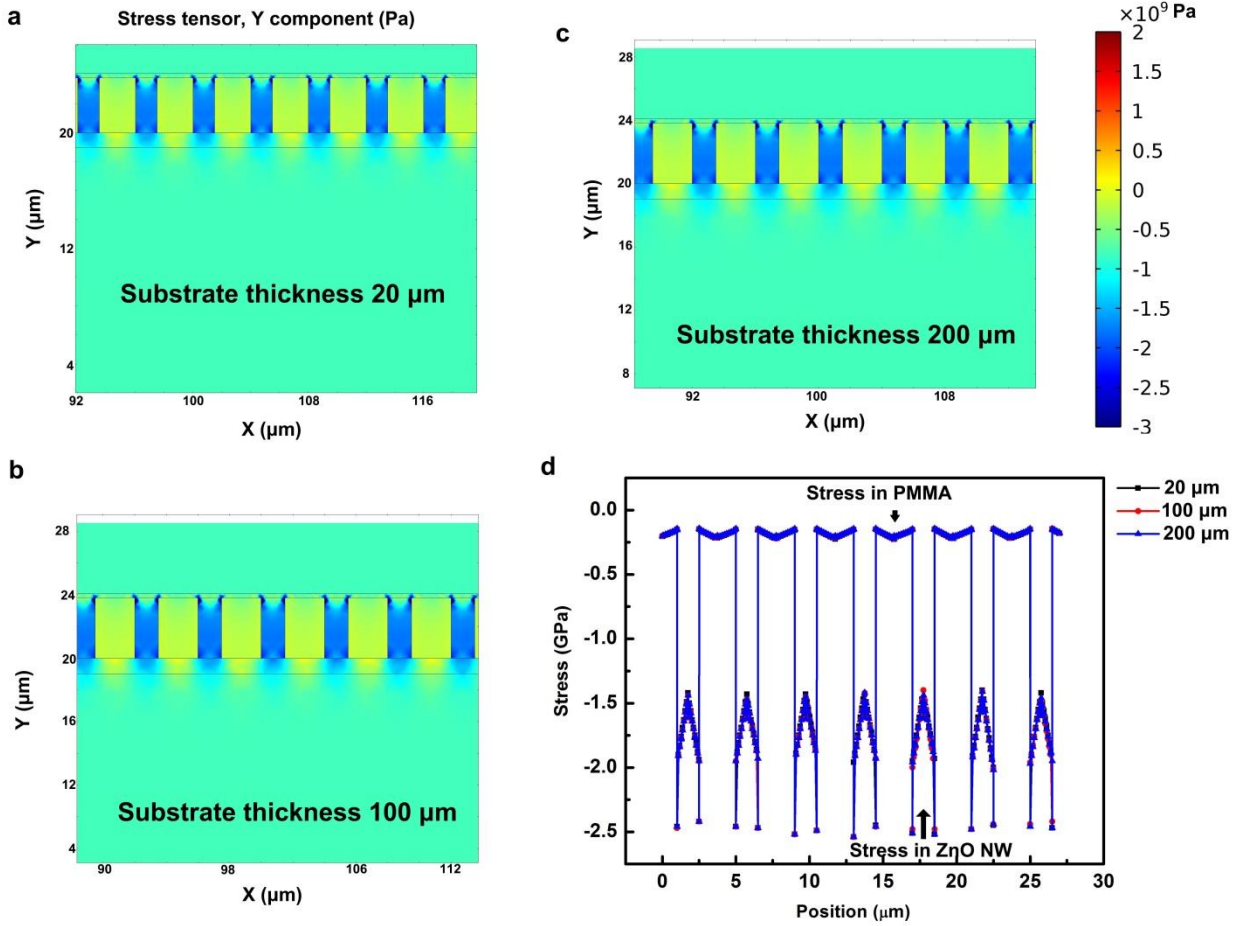 a
Stress tensor, Y component (Pa)
20
12
4
Y (µm)
92
100
108
116
X (µm)
Substrate thickness 20 µm
c
28
24
20
16
12
8
Y (µm)
92
100
108
X (µm)
Substrate thickness 200 µm
×10⁹ Pa
2
1.5
1
0.5
0
-0.5
-1
-1.5
-2
-2.5
-3
b
28
24
20
16
12
8
4
Y (µm)
90
98
106
112
X (µm)
Substrate thickness 100 µm
d
0.0
-0.5
-1.0
-1.5
-2.0
-2.5
Stress (GPa)
Stress in PMMA
Stress in ZnO NW
0
5
10
15
20
25
30
Position (µm)
20 µm
100 µm
200 µm